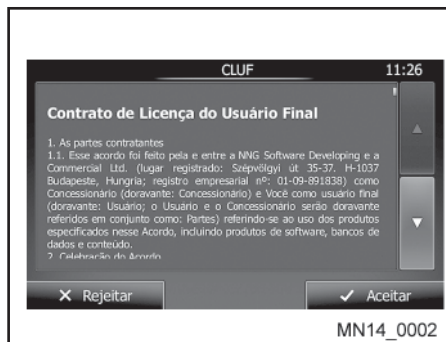 CLUF 11:26
Contrato de Licença do Usuário Final
1. As partes contratantes
1.1. Esse acordo foi feito pela e entre a NNG Software Developing e a
Commercial Ltd. (lugar registrado: Szépvölgyi út 35-37. H-1037
Budapeste, Hungria; registro empresarial nº: 01-09-891838) como
Concessionário (doravante: Concessionário) e Você como usuário final
(doravante: Usuário; o Usuário e o Concessionário serão doravante
referidos em conjunto como: Partes) referindo-se ao uso dos produtos
especificados nesse Acordo, incluindo produtos de software, bancos de
dados e conteúdo.
2. Celebração do Acordo
Rejeitar Aceitar
MN14_0002